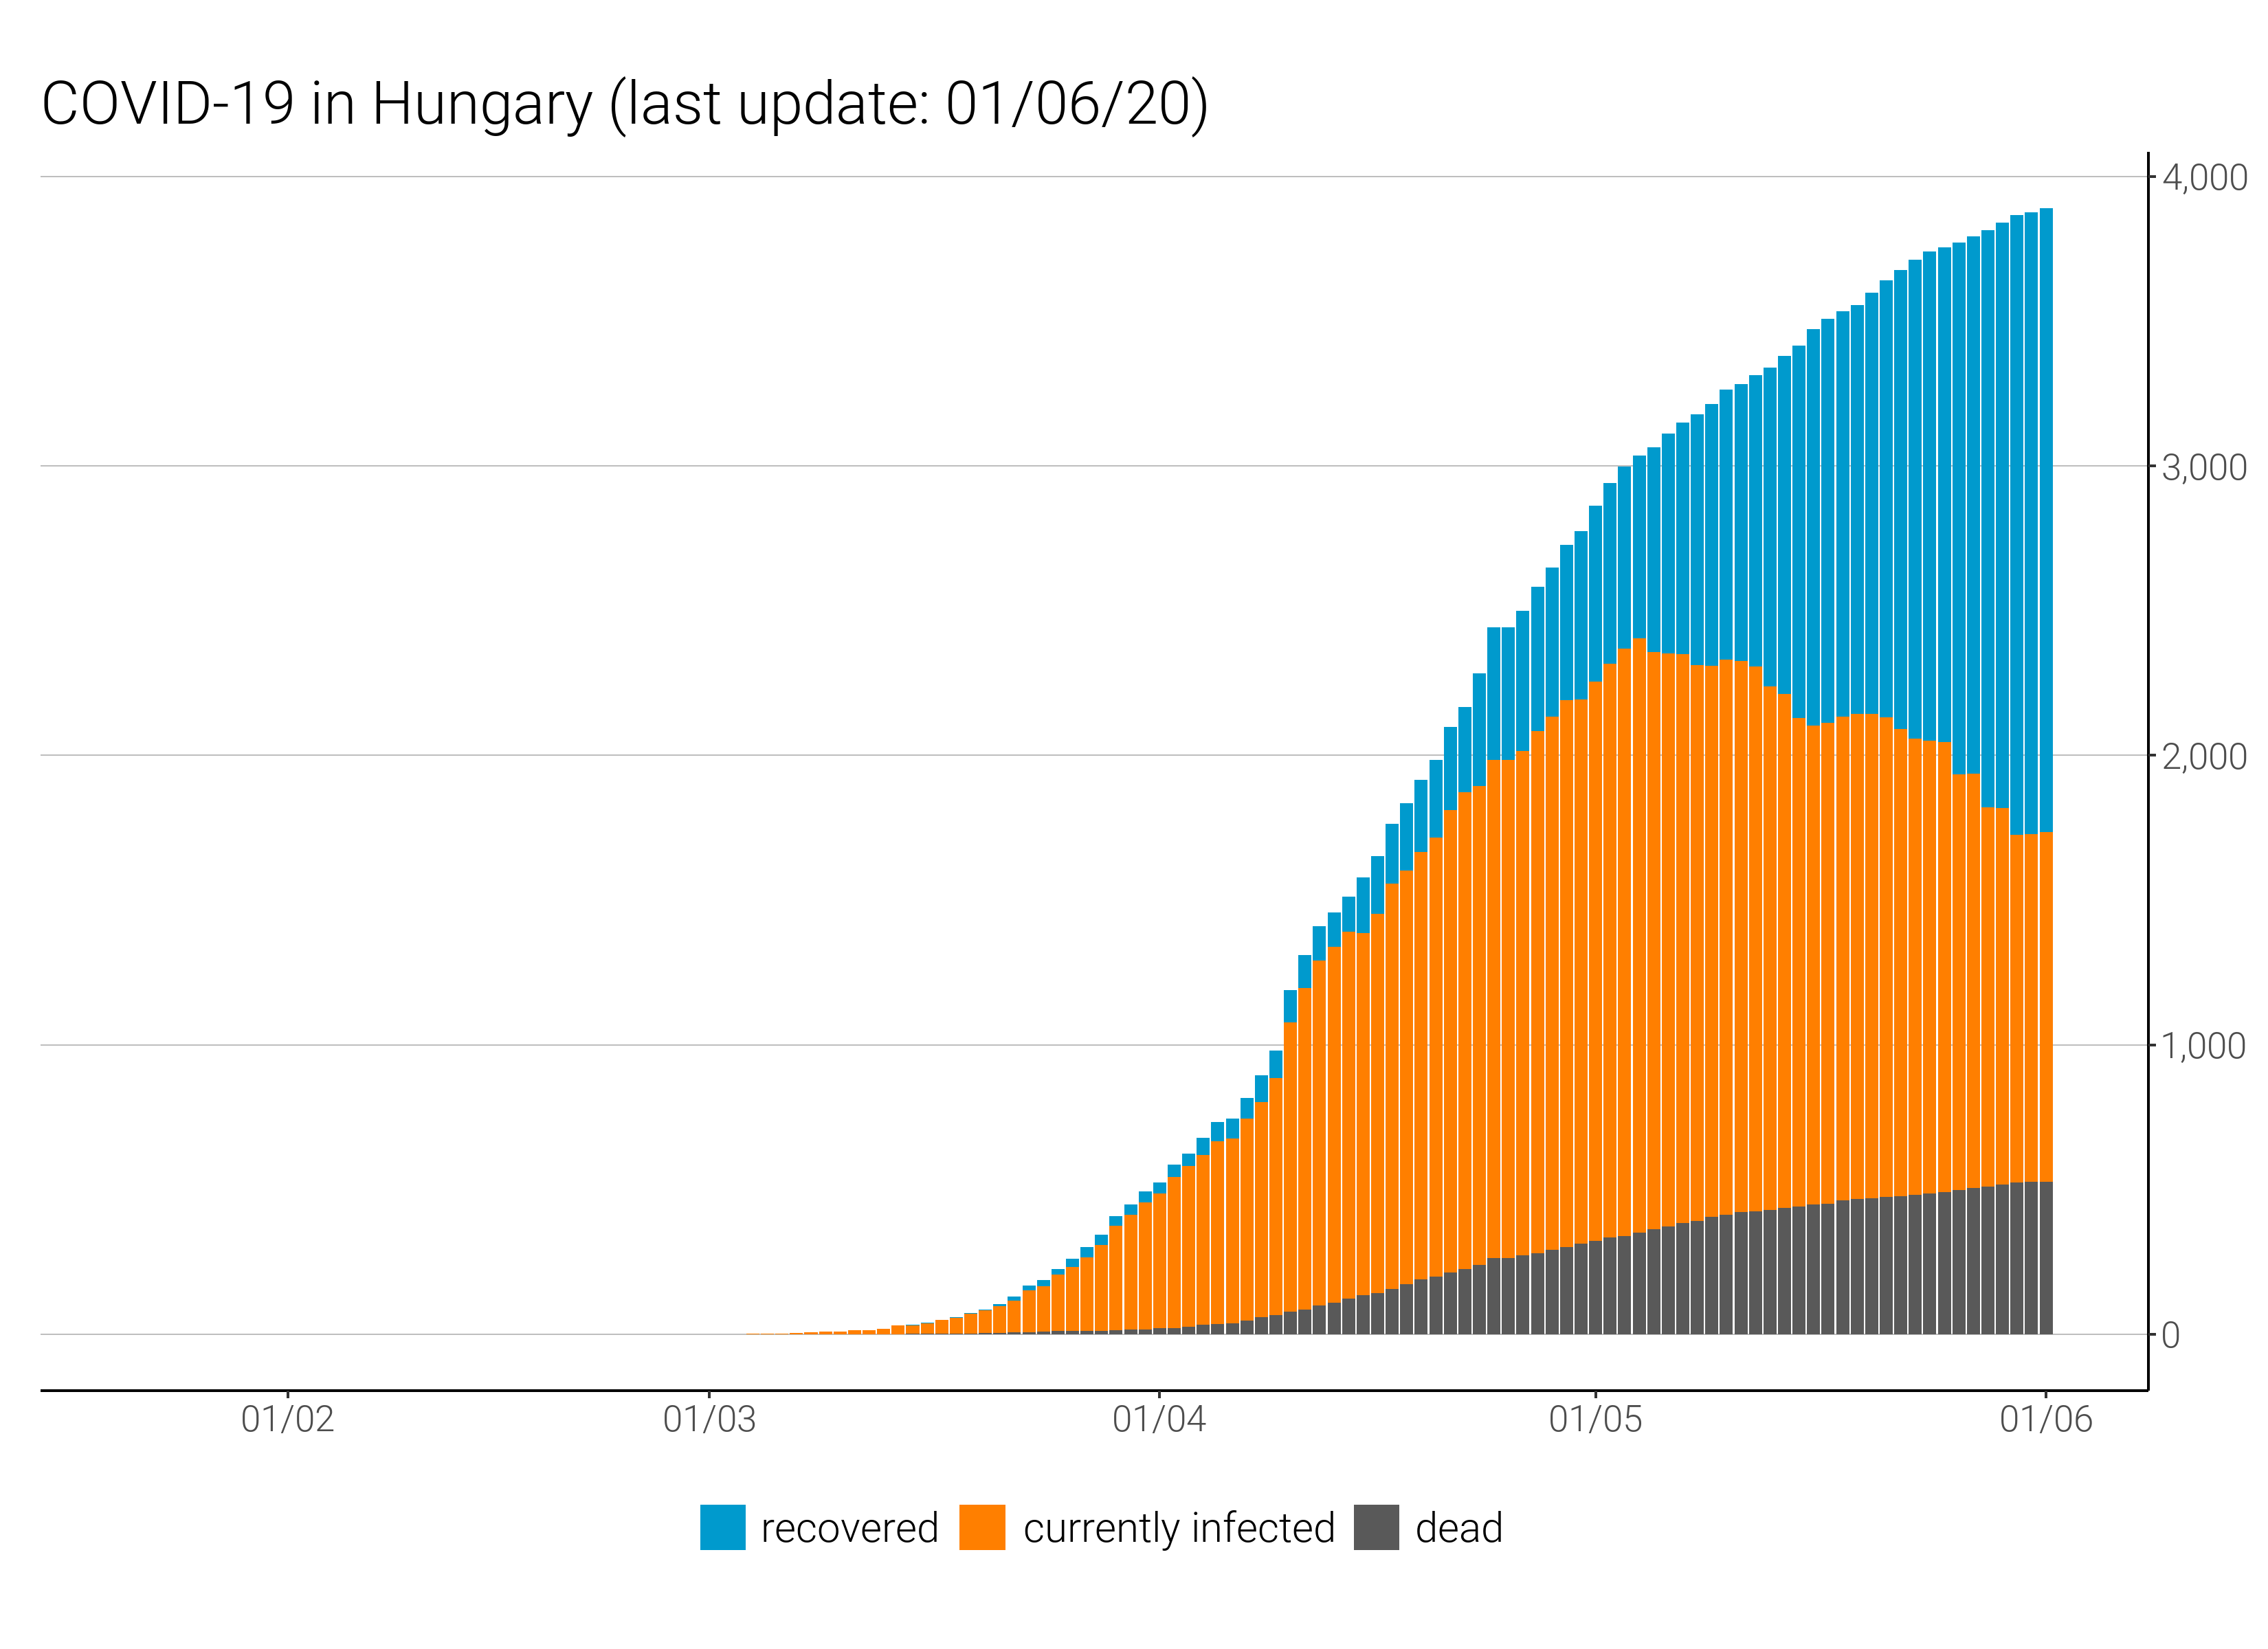 COVID-19 in Hungary (last update: 01/06/20)
4,000
3,000
2,000
1,000
0
01/02 01/03 01/04 01/05 01/06
recovered currently infected dead